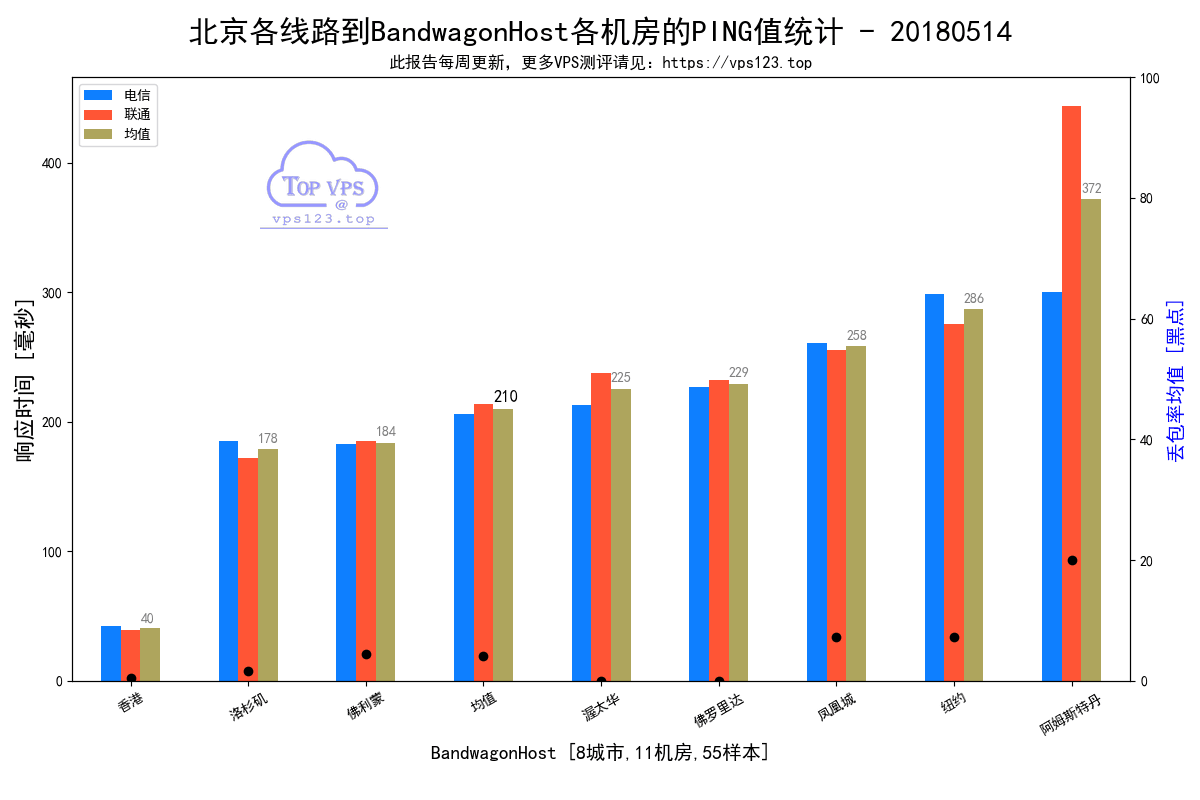 北京各线路到BandwagonHost各机房的PING值统计 - 20180514
此报告每周更新，更多VPS测评请见：https://vps123.top
电信
联通
均值
TOP VPS
@
vps123.top
响应时间 [毫秒]
丢包率均值 [黑点]
400
300
200
100
0
100
80
60
40
20
0
40
178
184
210
225
229
258
286
372
香港
洛杉矶
佛利蒙
均值
渥太华
佛罗里达
凤凰城
纽约
阿姆斯特丹
BandwagonHost [8城市,11机房,55样本]